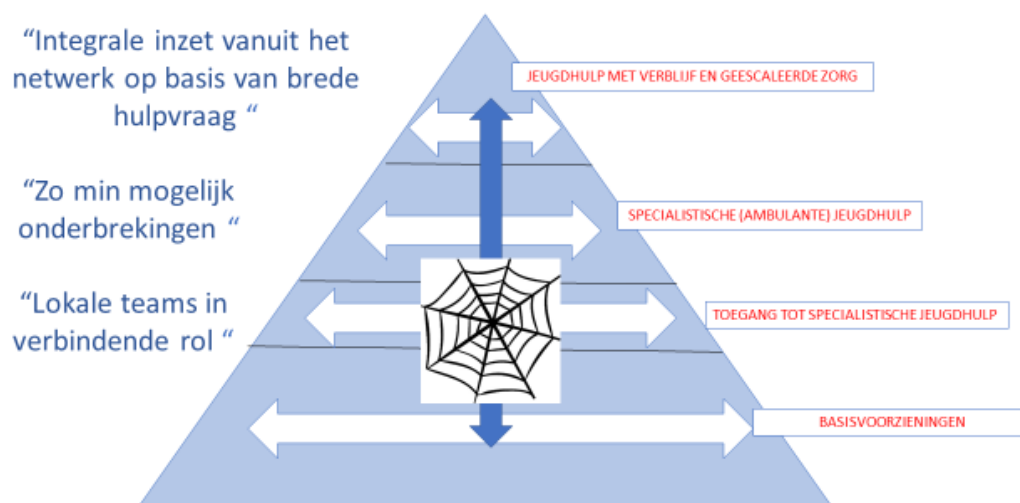 “Integrale inzet vanuit het
netwerk op basis van brede
hulpvraag “
“Zo min mogelijk
onderbrekingen “
“Lokale teams in
verbindende rol “
JEUGDHULP MET VERBLIJF EN GEESCALEERDE ZORG
SPECIALISTISCHE (AMBULANTE) JEUGDHULP
TOEGANG TOT SPECIALISTISCHE JEUGDHULP
BASISVOORZIENINGEN